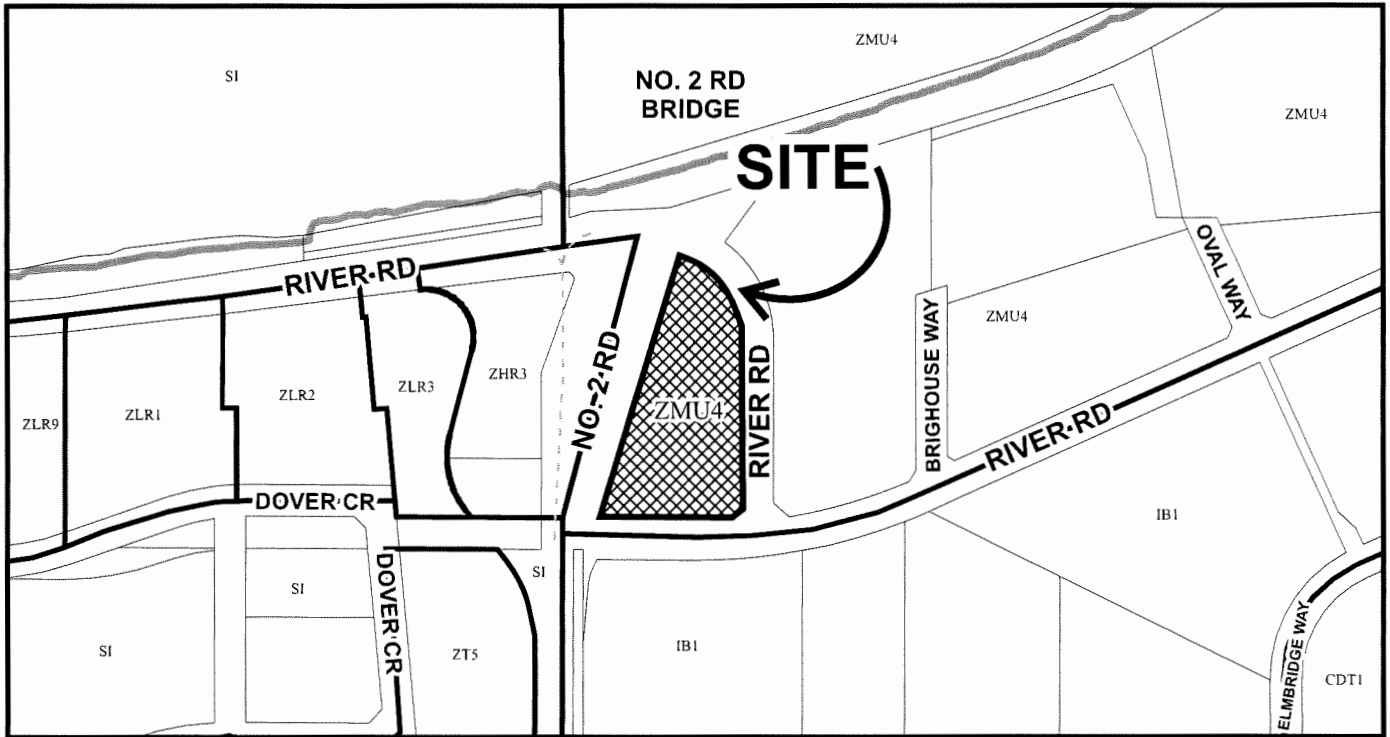 SI
ZMU4
NO. 2 RD
BRIDGE
ZMU4
SITE
RIVER RD
OVAL WAY
ZLR9
ZLR1
ZLR2
ZLR3
ZHR3
NO. 2 RD
ZMU4
RIVER RD
BRIGHOUSE WAY
ZMU4
RIVER RD
DOVER CR
DOVER CR
SI
SI
SI
ZT5
IB1
IB1
ELMBRIDGE WAY
CDT1